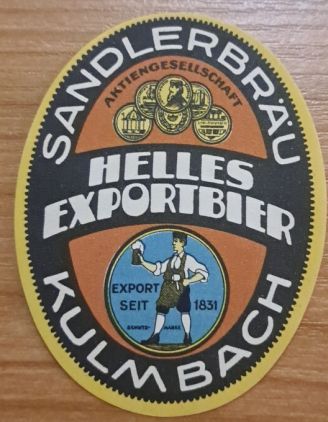 SANDLERBRÄU
AKTIENGESELLSCHAFT
HELLES
EXPORTBIER
EXPORT
SEIT 1831
SCHUTZ-MARKE
KULMBACH